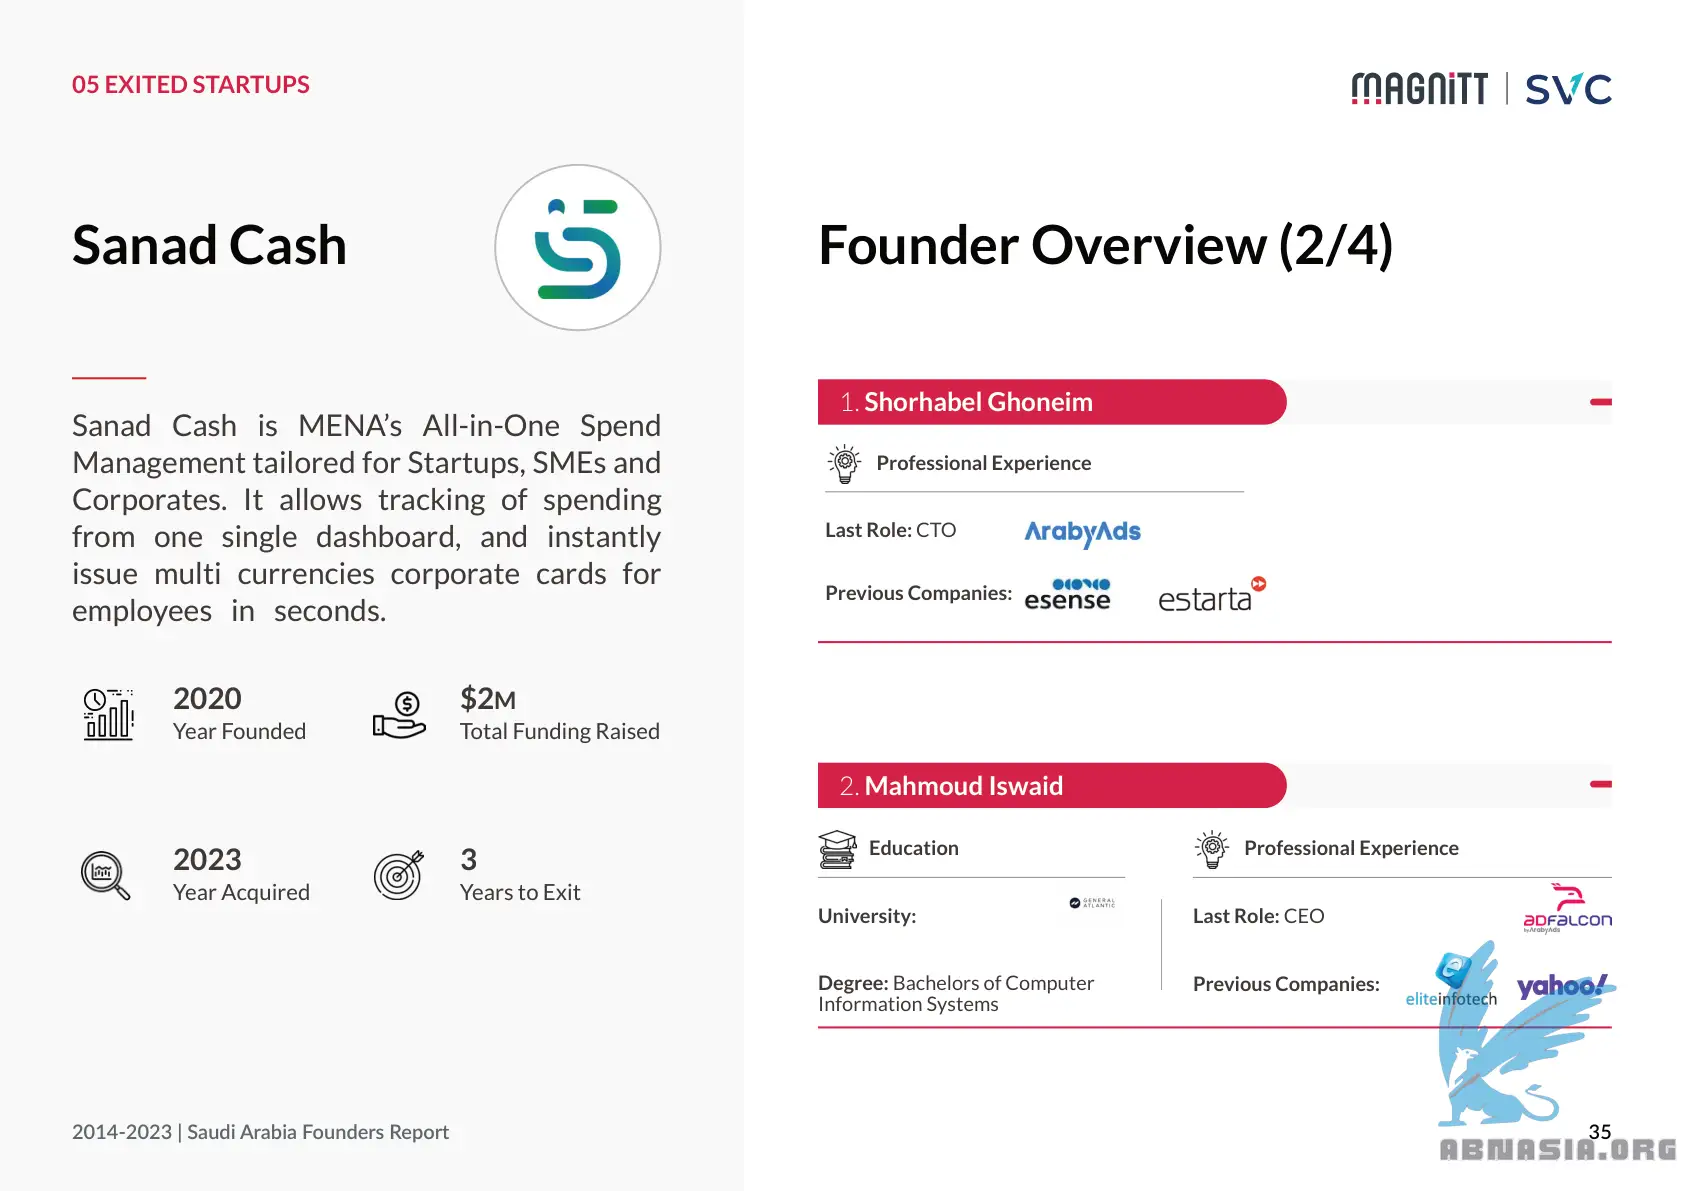 05 EXITED STARTUPS
MAGNiTT | SVC
Sanad Cash
Sanad Cash is MENA’s All-in-One Spend
Management tailored for Startups, SMEs and
Corporates. It allows tracking of spending
from one single dashboard, and instantly
issue multi currencies corporate cards for
employees in seconds.
2020
Year Founded
$2M
Total Funding Raised
2023
Year Acquired
3
Years to Exit
2014-2023 | Saudi Arabia Founders Report
Founder Overview (2/4)
1. Shorhabel Ghoneim
Professional Experience
Last Role: CTO ArabyAds
Previous Companies: esense estarta
2. Mahmoud Iswaid
Education
University: GENERAL ATLANTIC
Degree: Bachelors of Computer
Information Systems
Professional Experience
Last Role: CEO ADFALCON
by ArabyAds
Previous Companies: eliteinfotech yahoo!
35
ABNASIA.ORG